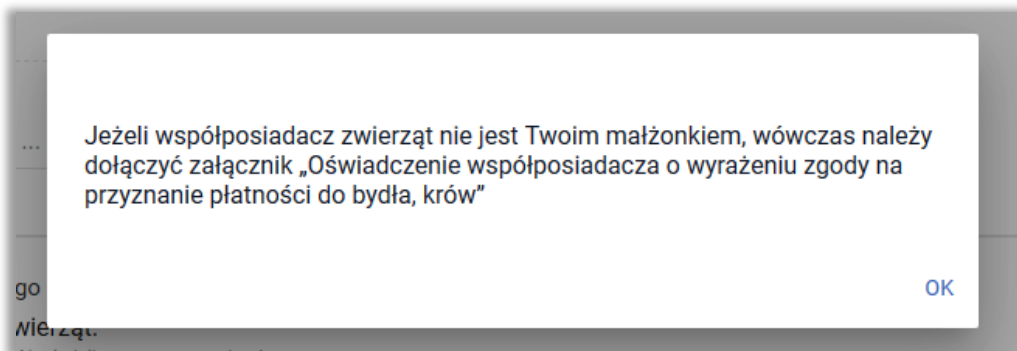 ...
Jeżeli współposiadacz zwierząt nie jest Twoim małżonkiem, wówczas należy
dołączyć załącznik „Oświadczenie współposiadacza o wyrażeniu zgody na
przyznanie płatności do bydła, krów”
go
OK
wierząt.